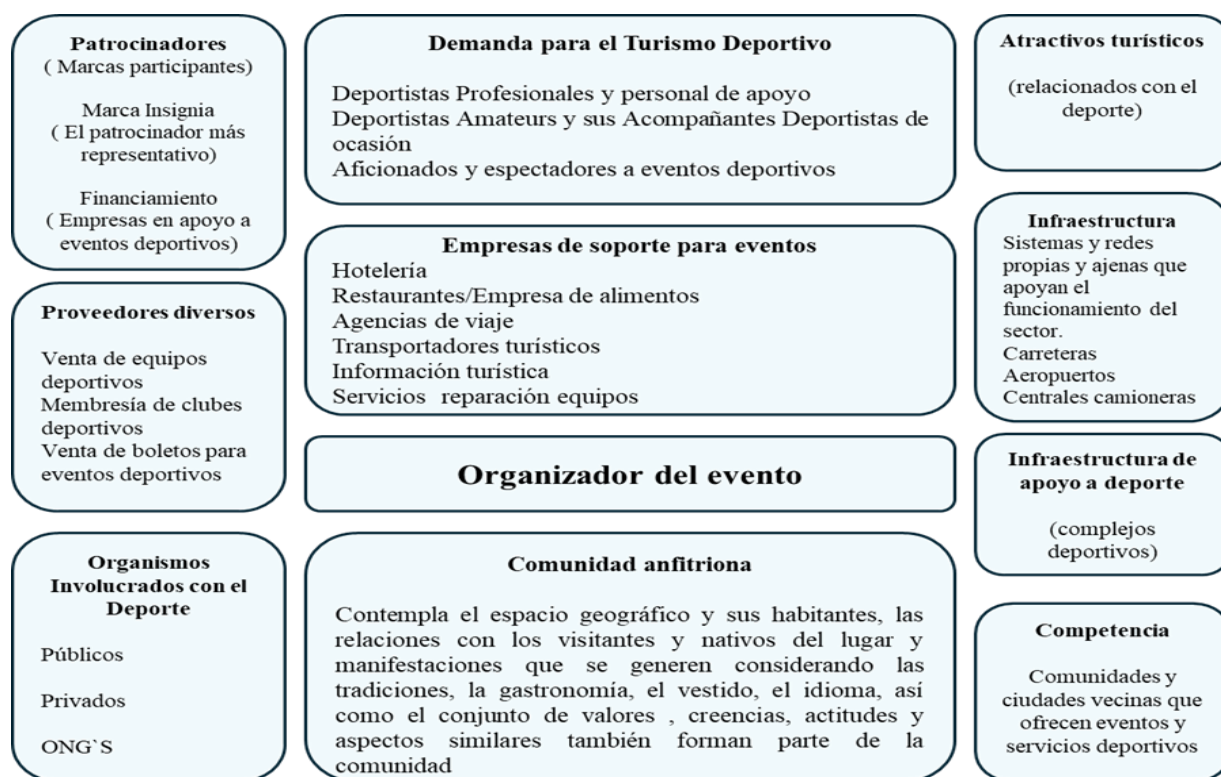 Patrocinadores
( Marcas participantes)
Marca Insignia
( El patrocinador más
representativo)
Financiamiento
( Empresas en apoyo a
eventos deportivos)
Proveedores diversos
Venta de equipos
deportivos
Membresía de clubes
deportivos
Venta de boletos para
eventos deportivos
Organismos
Involucrados con el
Deporte
Públicos
Privados
ONG`S
Demanda para el Turismo Deportivo
Deportistas Profesionales y personal de apoyo
Deportistas Amateurs y sus Acompañantes Deportistas de
ocasión
Aficionados y espectadores a eventos deportivos
Empresas de soporte para eventos
Hotelería
Restaurantes/Empresa de alimentos
Agencias de viaje
Transportadores turísticos
Información turística
Servicios reparación equipos
Organizador del evento
Comunidad anfitriona
Contempla el espacio geográfico y sus habitantes, las
relaciones con los visitantes y nativos del lugar y
manifestaciones que se generen considerando las
tradiciones, la gastronomía, el vestido, el idioma, así
como el conjunto de valores , creencias, actitudes y
aspectos similares también forman parte de la
comunidad
Atractivos turísticos
(relacionados con el
deporte)
Infraestructura
Sistemas y redes
propias y ajenas que
apoyan el
funcionamiento del
sector.
Carreteras
Aeropuertos
Centrales camioneras
Infraestructura de
apoyo a deporte
(complejos
deportivos)
Competencia
Comunidades y
ciudades vecinas que
ofrecen eventos y
servicios deportivos